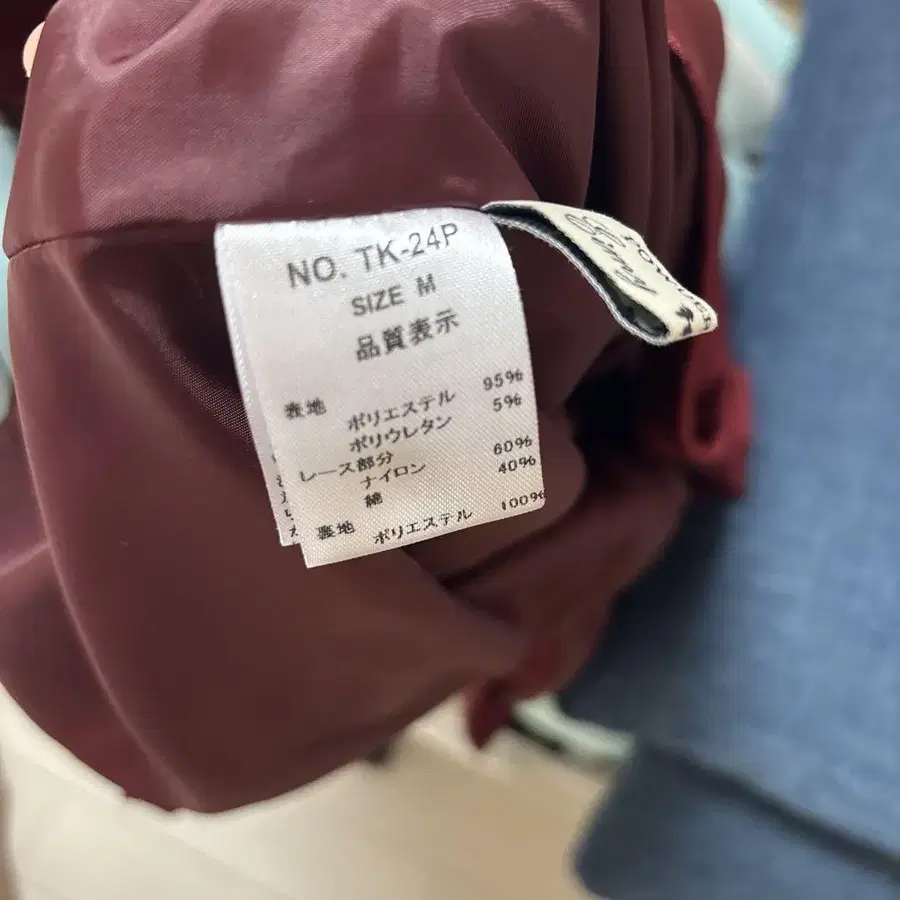 NO. TK-24P
SIZE M
品質表示
表地
ポリエステル 95%
ポリウレタン 5%
レース部分
ナイロン 60%
綿 40%
裏地
ポリエステル 100%